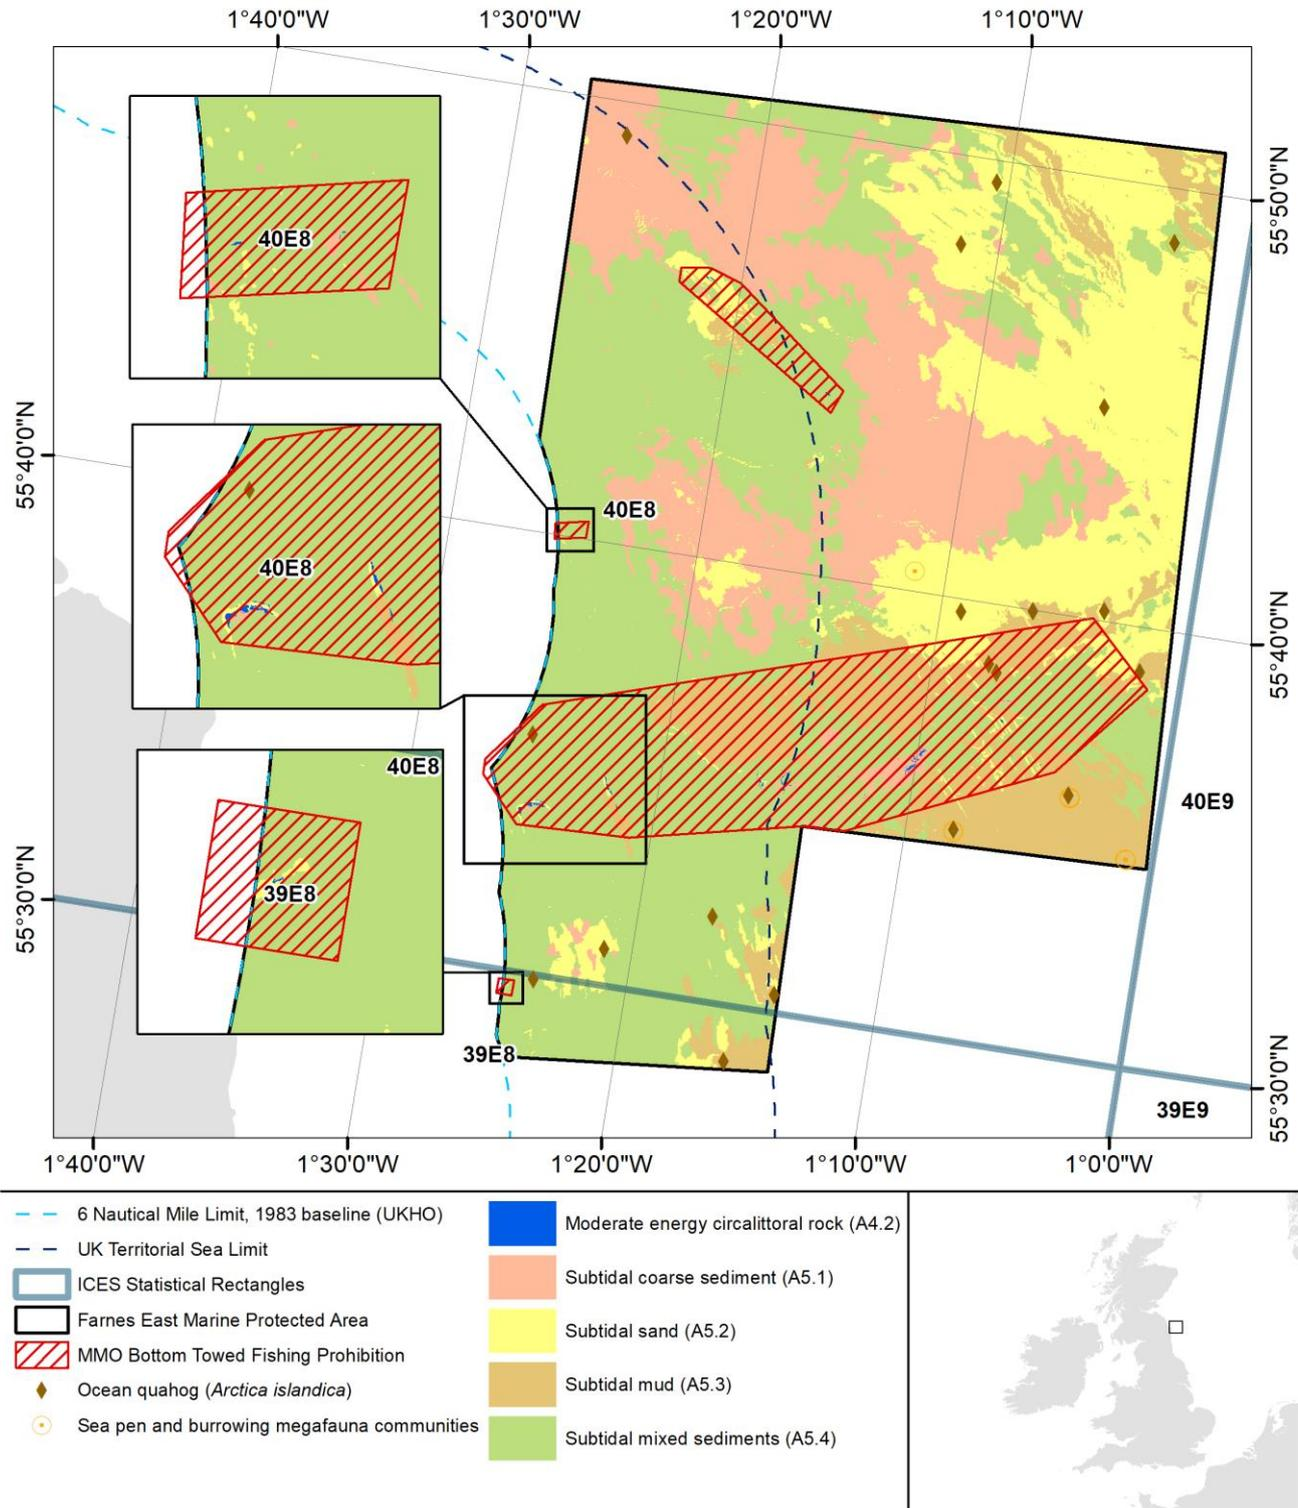 1°40'0"W
1°30'0"W
1°20'0"W
1°10'0"W
55°50'0"N
40E8
55°40'0"N
40E8
40E8
55°40'0"N
40E8
40E9
39E8
55°30'0"N
39E8
55°30'0"N
39E9
1°40'0"W
1°30'0"W
1°20'0"W
1°10'0"W
1°0'0"W
6 Nautical Mile Limit, 1983 baseline (UKHO)
UK Territorial Sea Limit
ICES Statistical Rectangles
Farnes East Marine Protected Area
MMO Bottom Towed Fishing Prohibition
Ocean quahog (Arctica islandica)
Sea pen and burrowing megafauna communities
Moderate energy circalittoral rock (A4.2)
Subtidal coarse sediment (A5.1)
Subtidal sand (A5.2)
Subtidal mud (A5.3)
Subtidal mixed sediments (A5.4)